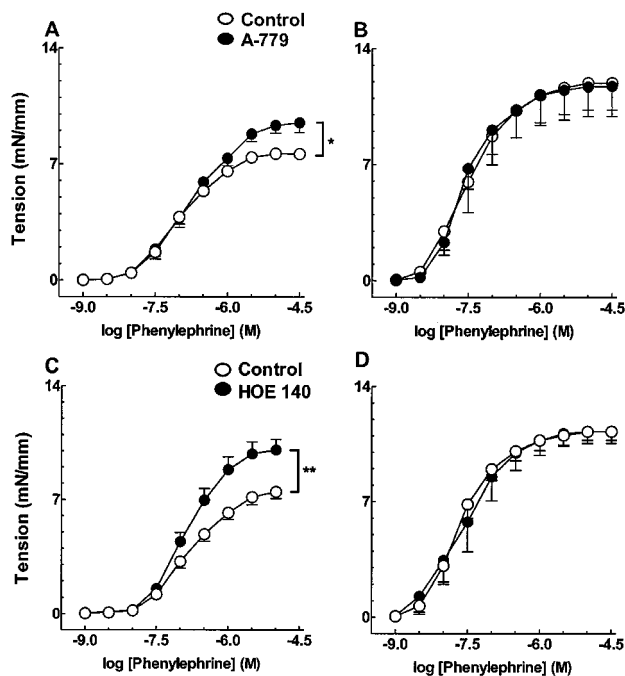 A
Control
A-779
B
14
7
0
Tension (mN/mm)
*
-9.0 -7.5 -6.0 -4.5
log [Phenylephrine] (M)
14
7
0
-9.0 -7.5 -6.0 -4.5
log [Phenylephrine] (M)
C
Control
HOE 140
D
14
7
0
Tension (mN/mm)
**
-9.0 -7.5 -6.0 -4.5
log [Phenylephrine] (M)
14
7
0
-9.0 -7.5 -6.0 -4.5
log [Phenylephrine] (M)